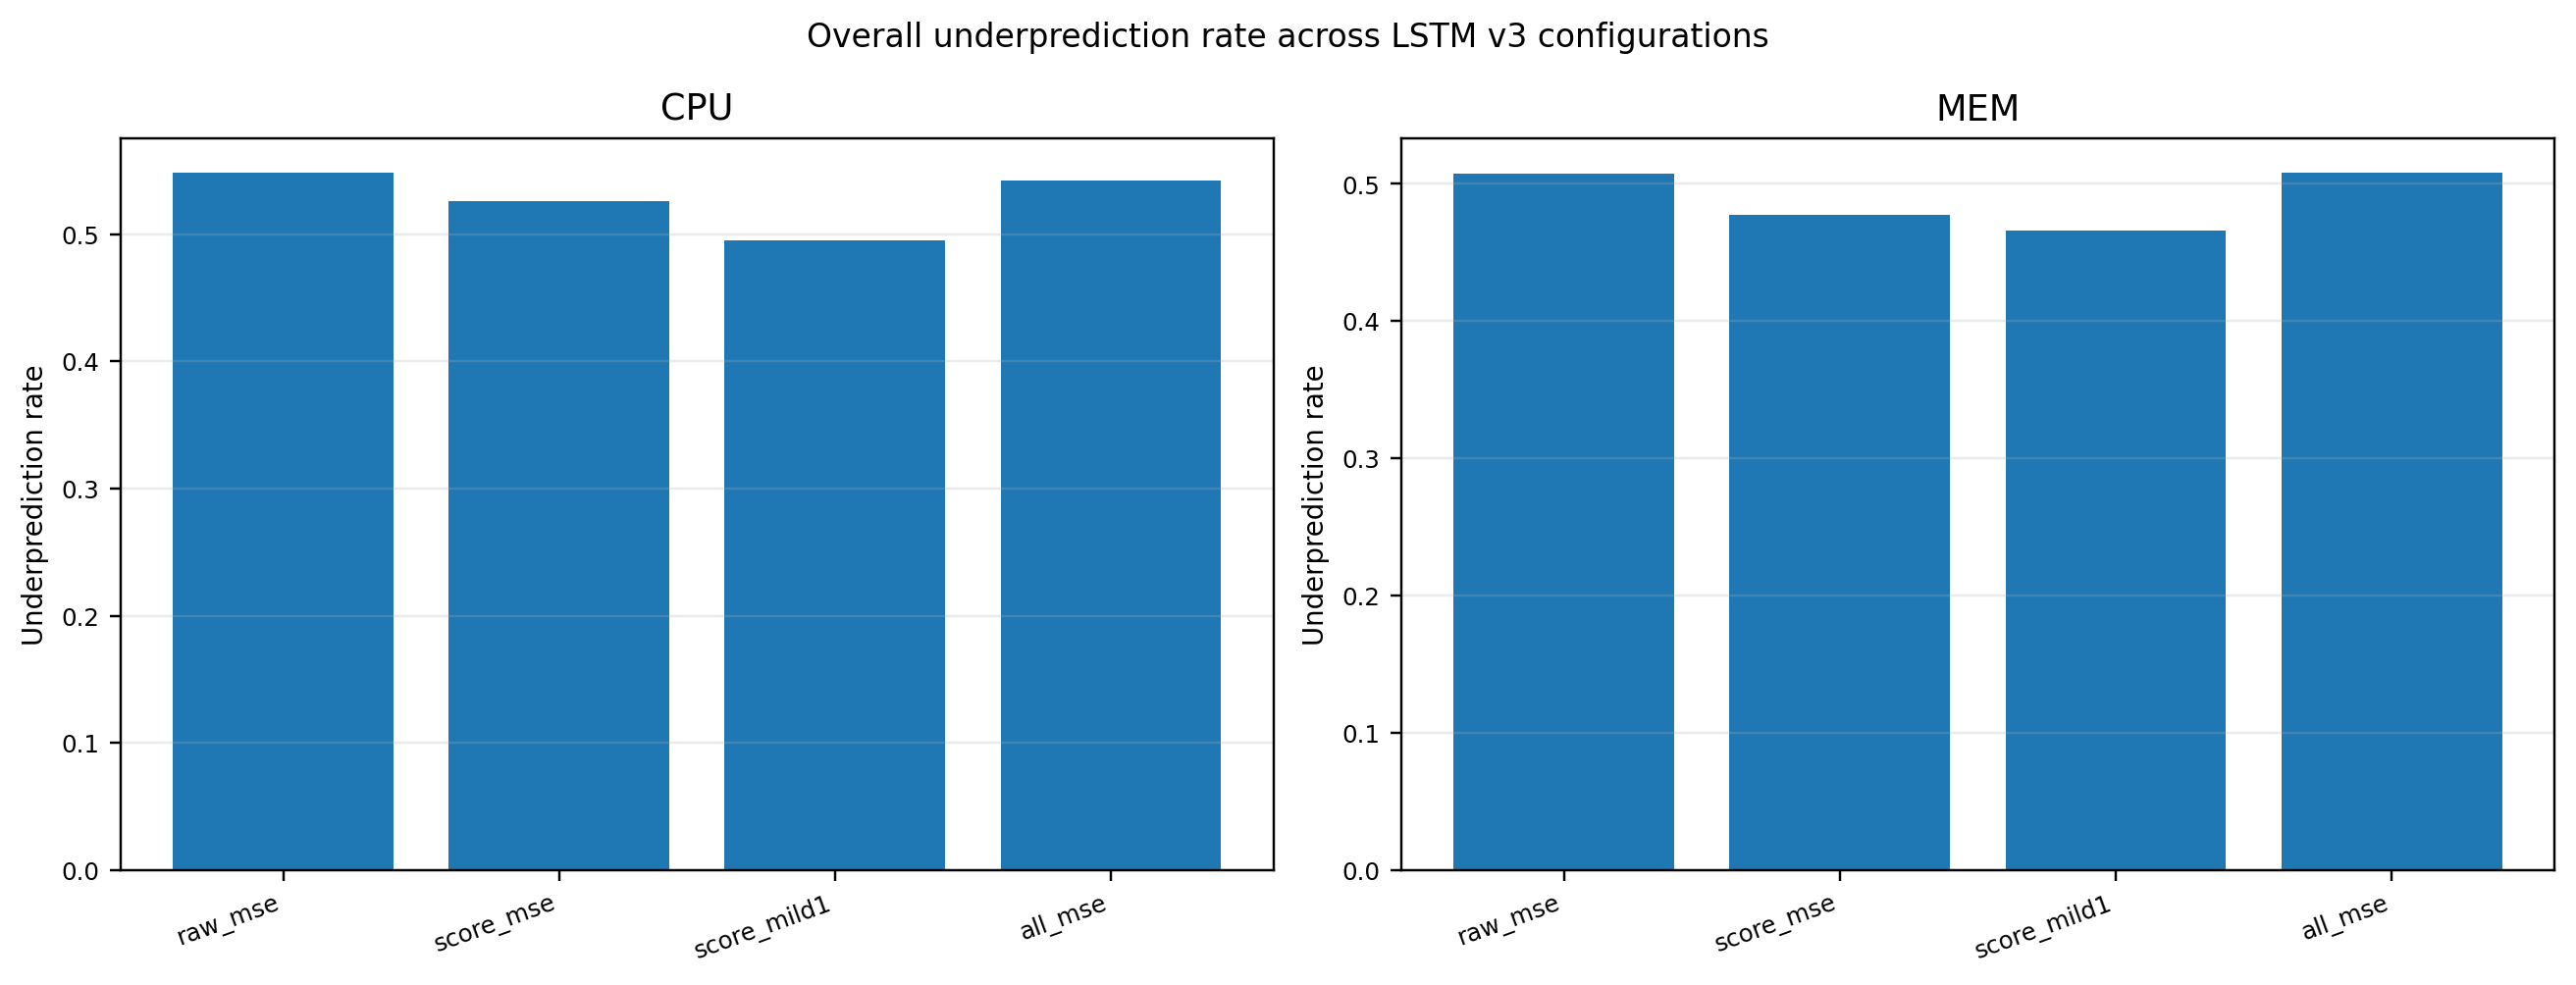 Overall underprediction rate across LSTM v3 configurations
CPU
Underprediction rate
0.5
0.4
0.3
0.2
0.1
0.0
raw_mse
score_mse
score_mild1
all_mse
MEM
Underprediction rate
0.5
0.4
0.3
0.2
0.1
0.0
raw_mse
score_mse
score_mild1
all_mse